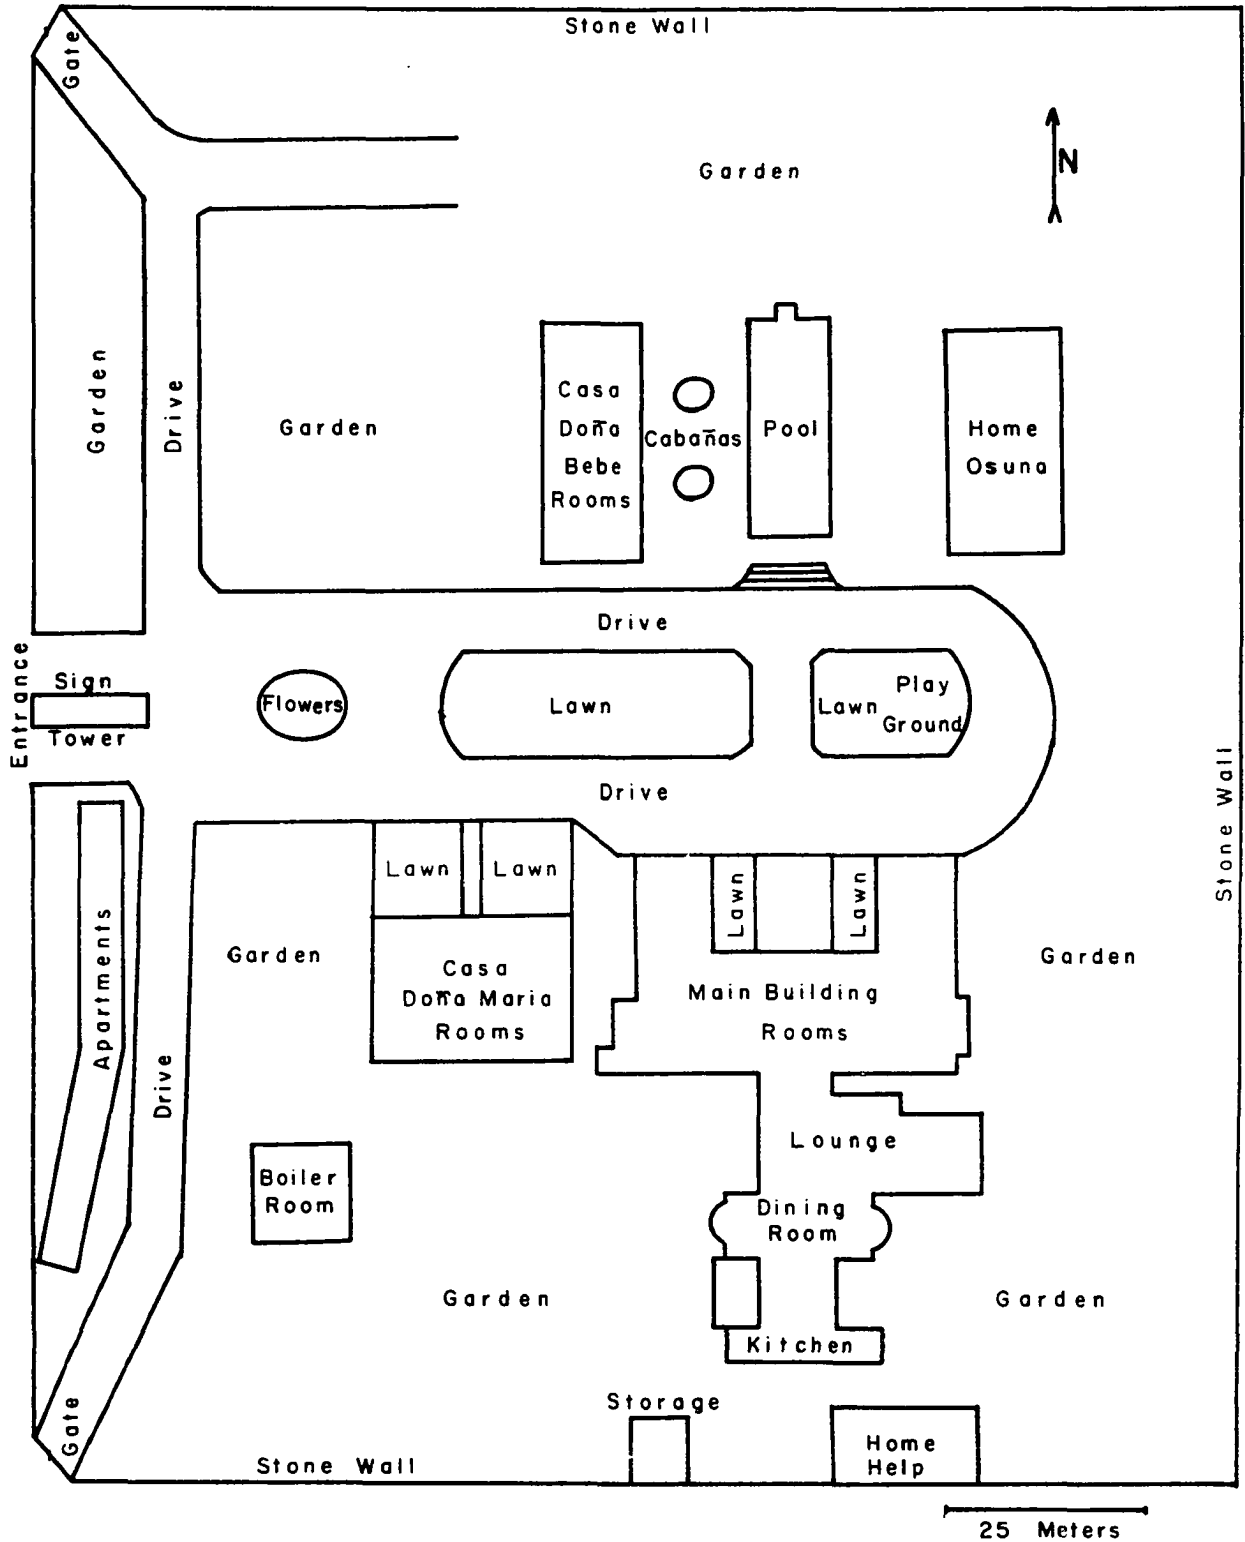 Stone Wall
Gate
N
Garden
Garden
Drive
Garden
Casa
Doña
Bebe
Rooms
Cabañas
Pool
Home
Osuna
Drive
Entrance
Sign
Tower
Flowers
Lawn
Lawn
Play
Ground
Drive
Stone Wall
Lawn
Lawn
Lawn
Lawn
Apartments
Garden
Casa
Doña Maria
Rooms
Main Building
Rooms
Garden
Drive
Lounge
Boiler
Room
Dining
Room
Garden
Garden
Kitchen
Storage
Gate
Stone Wall
Home
Help
25 Meters